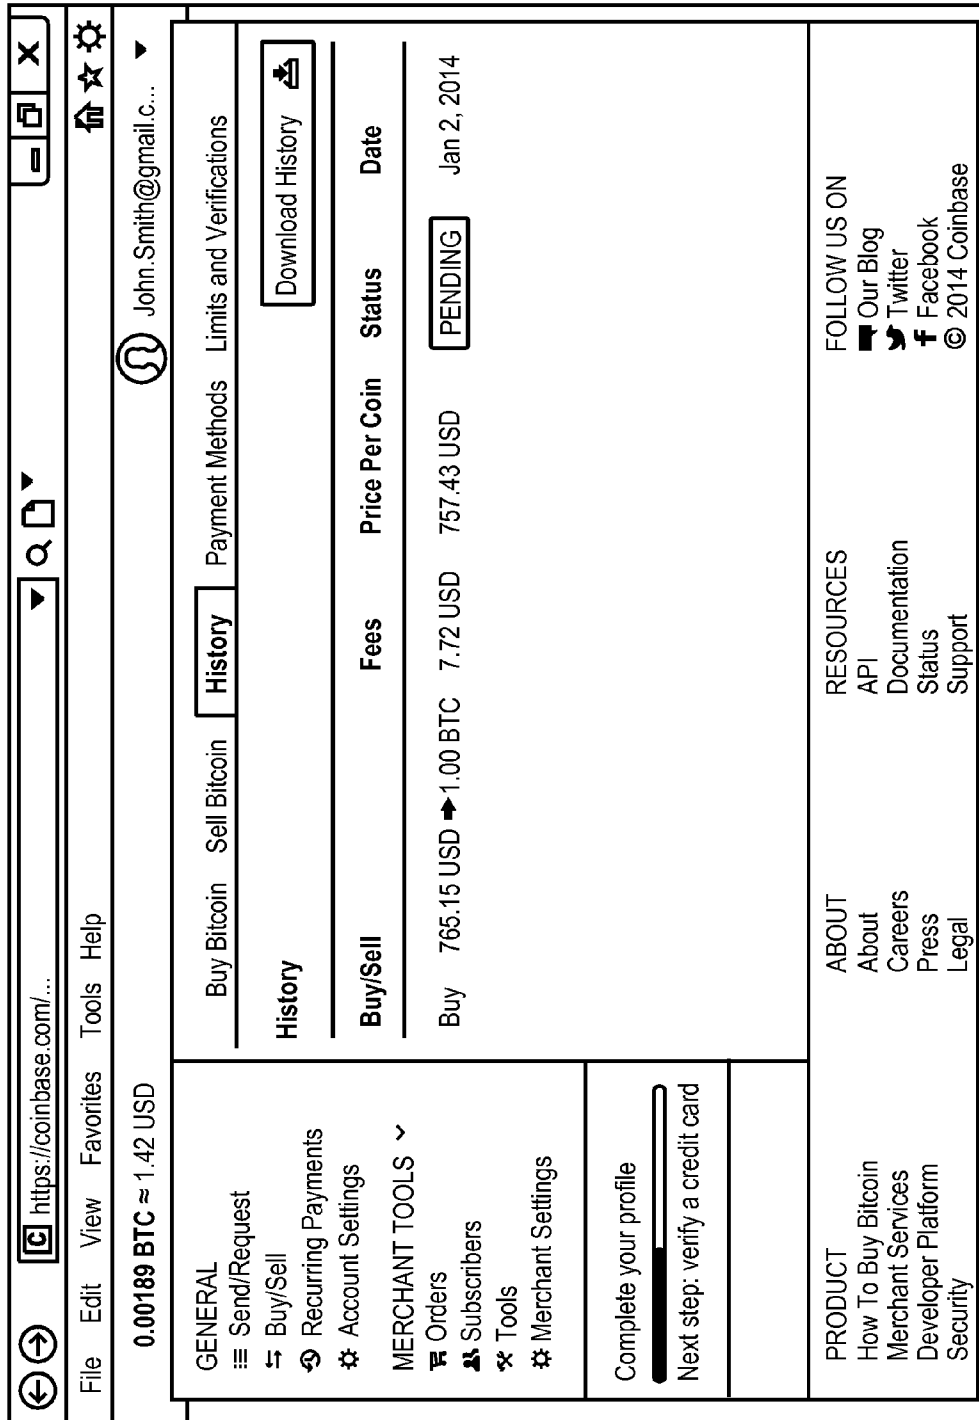 C https://coinbase.com/...
File Edit View Favorites Tools Help
0.00189 BTC ≈ 1.42 USD
John.Smith@gmail.c...
GENERAL
Send/Request
Buy/Sell
Recurring Payments
Account Settings
MERCHANT TOOLS
Orders
Subscribers
Tools
Merchant Settings
Complete your profile
Next step: verify a credit card
Buy Bitcoin Sell Bitcoin History Payment Methods Limits and Verifications
History Download History
Buy/Sell Fees Price Per Coin Status Date
Buy 765.15 USD ➡ 1.00 BTC 7.72 USD 757.43 USD PENDING Jan 2, 2014
PRODUCT
How To Buy Bitcoin
Merchant Services
Developer Platform
Security
ABOUT
About
Careers
Press
Legal
RESOURCES
API
Documentation
Status
Support
FOLLOW US ON
Our Blog
Twitter
Facebook
© 2014 Coinbase